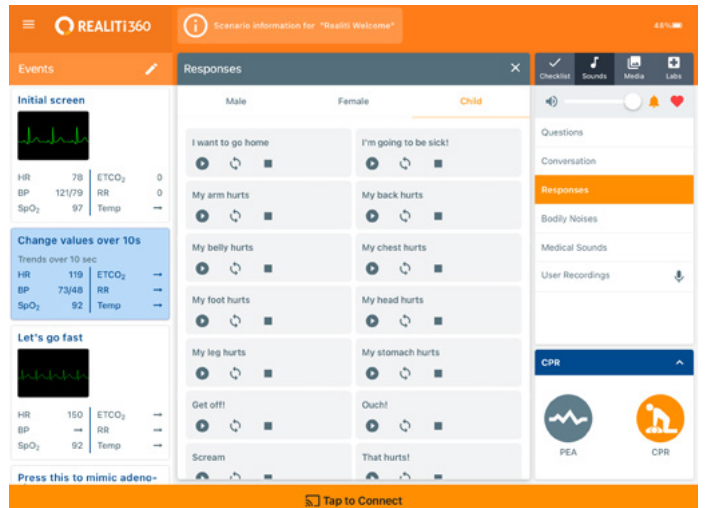 REALITi360
Scenario information for "Realiti Welcome"
48%
Events
Initial screen
HR 78 ETCO₂ 0
BP 121/79 RR 0
SpO₂ 97 Temp →
Change values over 10s
Trends over 10 sec
HR 119 ETCO₂ →
BP 73/48 RR →
SpO₂ 92 Temp →
Let's go fast
HR 150 ETCO₂ →
BP → RR →
SpO₂ 92 Temp →
Press this to mimic adeno-
Responses
Male Female Child
I want to go home I'm going to be sick!
My arm hurts My back hurts
My belly hurts My chest hurts
My foot hurts My head hurts
My leg hurts My stomach hurts
Get off! Ouch!
Scream That hurts!
Checklist Sounds Media Labs
Questions
Conversation
Responses
Bodily Noises
Medical Sounds
User Recordings
CPR
PEA CPR
Tap to Connect